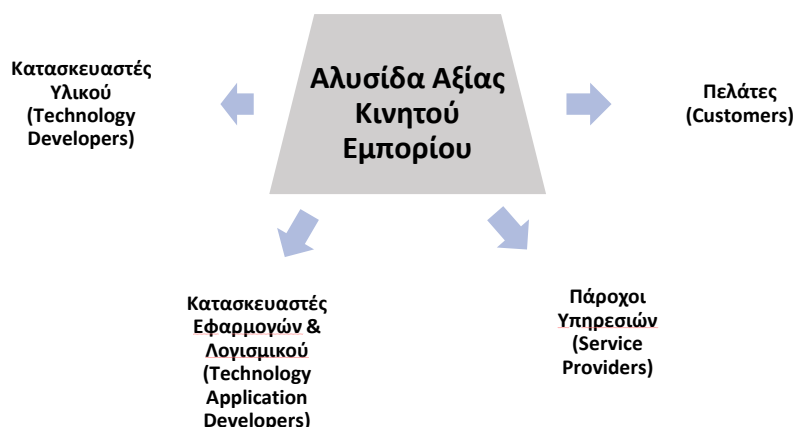 Αλυσίδα Αξίας
Κινητού
Εμπορίου
Κατασκευαστές
Υλικού
(Technology
Developers)
Πελάτες
(Customers)
Κατασκευαστές
Εφαρμογών &
Λογισμικού
(Technology
Application
Developers)
Πάροχοι
Υπηρεσιών
(Service
Providers)